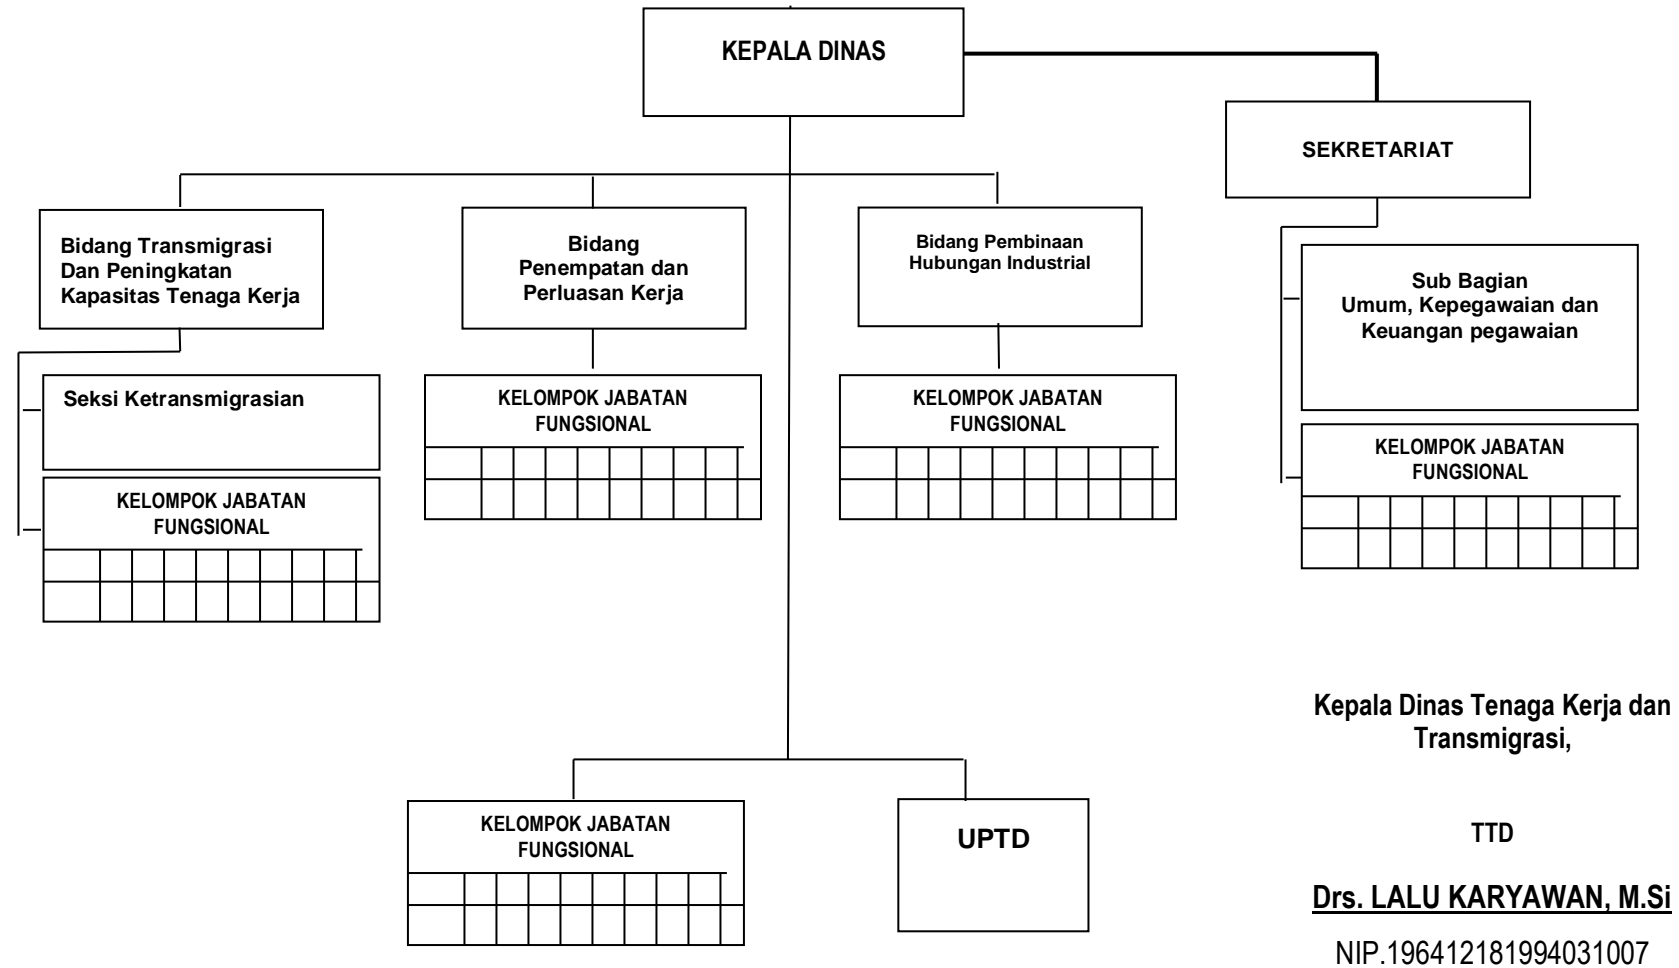 KEPALA DINAS
SEKRETARIAT
Bidang Transmigrasi
Dan Peningkatan
Kapasitas Tenaga Kerja
Bidang
Penempatan dan
Perluasan Kerja
Bidang Pembinaan
Hubungan Industrial
Sub Bagian
Umum, Kepegawaian dan
Keuangan pegawaian
Seksi Ketransmigrasian
KELOMPOK JABATAN
FUNGSIONAL
KELOMPOK JABATAN
FUNGSIONAL
KELOMPOK JABATAN
FUNGSIONAL
KELOMPOK JABATAN
FUNGSIONAL
Kepala Dinas Tenaga Kerja dan
Transmigrasi,
KELOMPOK JABATAN
FUNGSIONAL
UPTD
TTD
Drs. LALU KARYAWAN, M.Si
NIP.196412181994031007